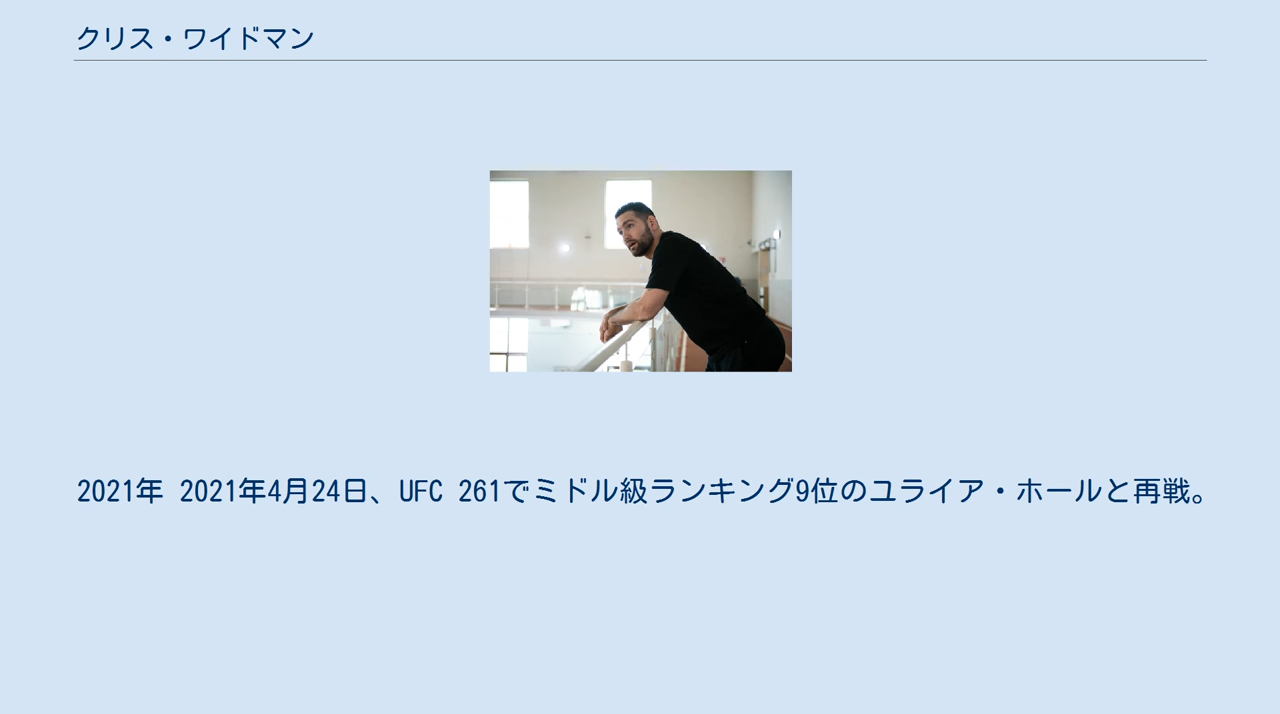 クリス・ワイドマン
2021年 2021年4月24日、UFC 261でミドル級ランキング9位のユライア・ホールと再戦。